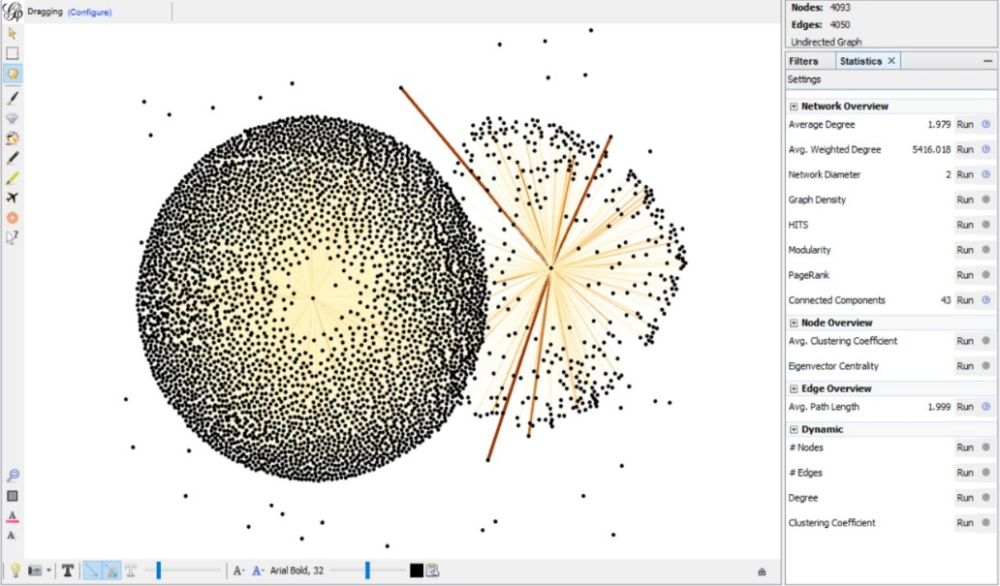 Dragging (Configure)
Nodes: 4093
Edges: 4050
Undirected Graph
Filters Statistics ×
Settings
Network Overview
Average Degree 1.979 Run
Avg. Weighted Degree 5416.018 Run
Network Diameter 2 Run
Graph Density Run
HITS Run
Modularity Run
PageRank Run
Connected Components 43 Run
Node Overview
Avg. Clustering Coefficient Run
Eigenvector Centrality Run
Edge Overview
Avg. Path Length 1.999 Run
Dynamic
# Nodes Run
# Edges Run
Degree Run
Clustering Coefficient Run
A
A
T T A- A- Arial Bold, 32